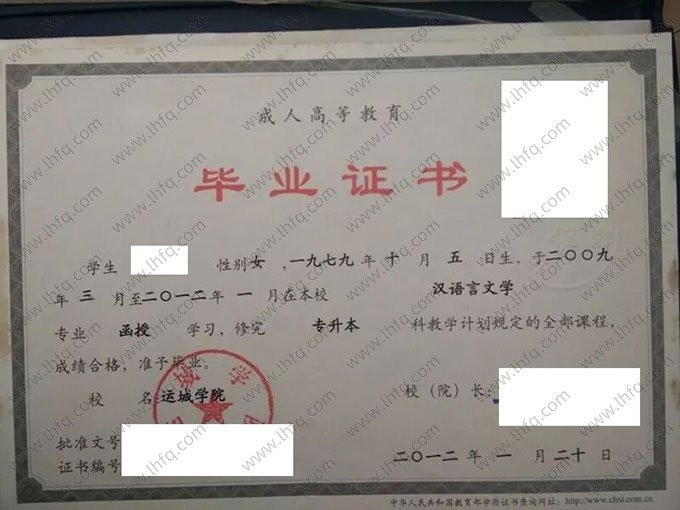 成人高等教育
毕业证书
学生 性别女,一九七九年十月五日生,于二〇〇九
年三月至二〇一二年一月在本校 汉语言文学
专业 函授 学习,修完 专升本 科教学计划规定的全部课程,
成绩合格,准予毕业。
校 名:运城学院 校(院)长:
批准文号
证书编号 二〇一二年一月二十日
中华人民共和国教育部学历证书查询网址:http://www.chsi.com.cn
www.lhfq.com